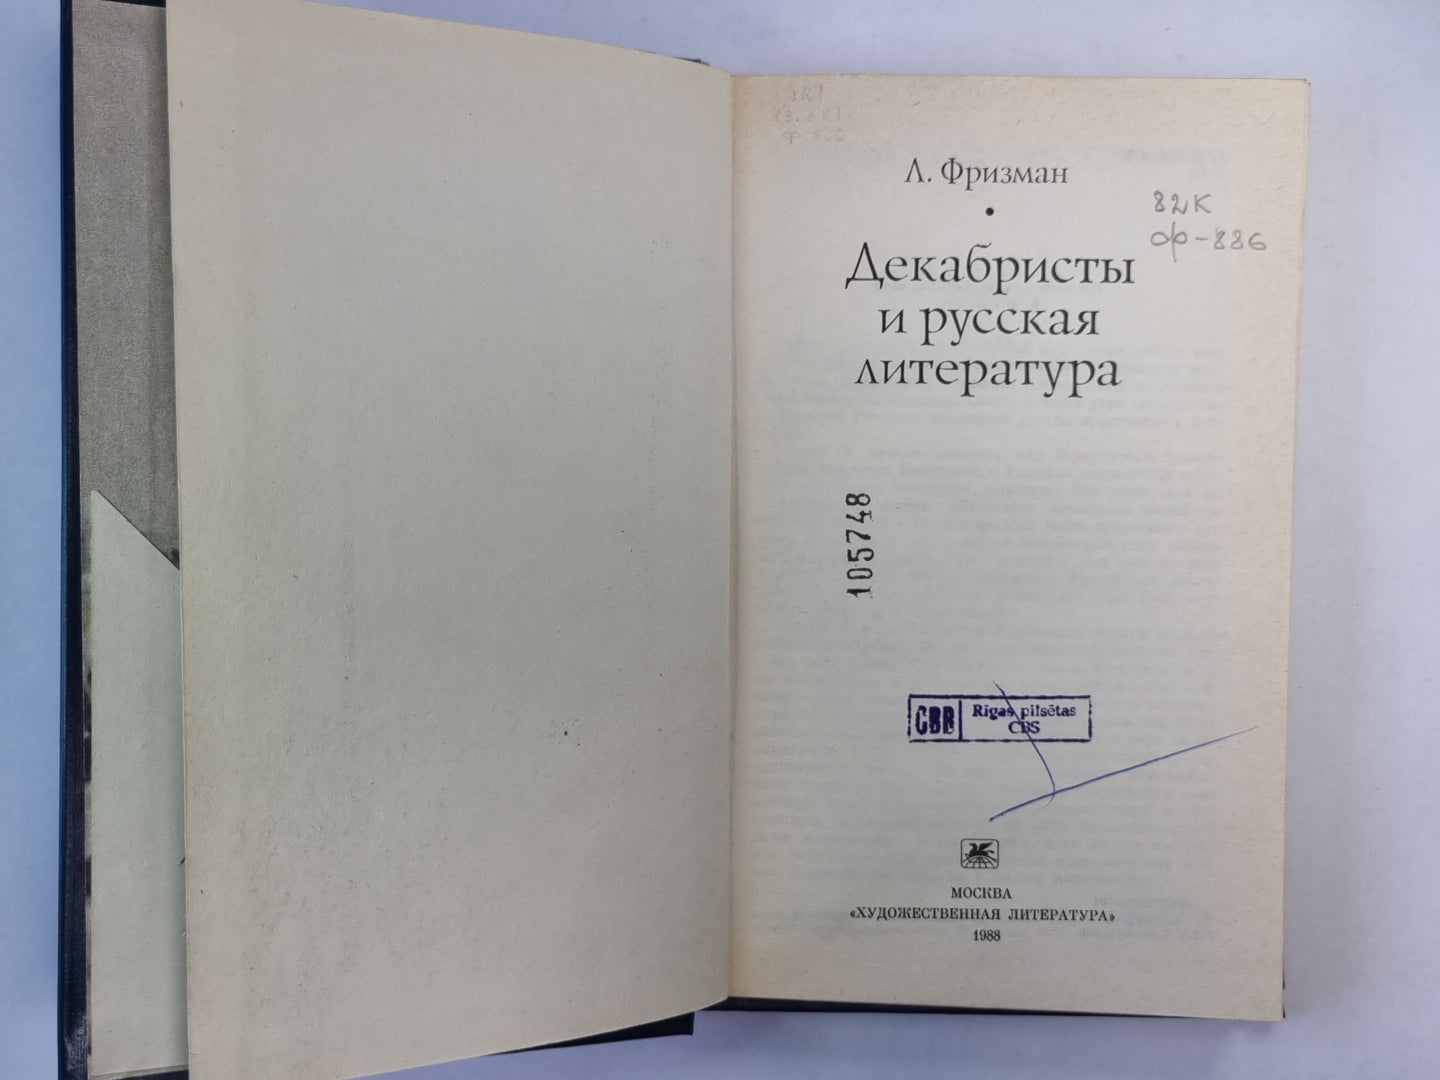 Л. Фризман
Декабристы
и русская
литература
82К
Ф-886
105748
CBB Rīgas pilsētas
CBS
МОСКВА
«ХУДОЖЕСТВЕННАЯ ЛИТЕРАТУРА»
1988